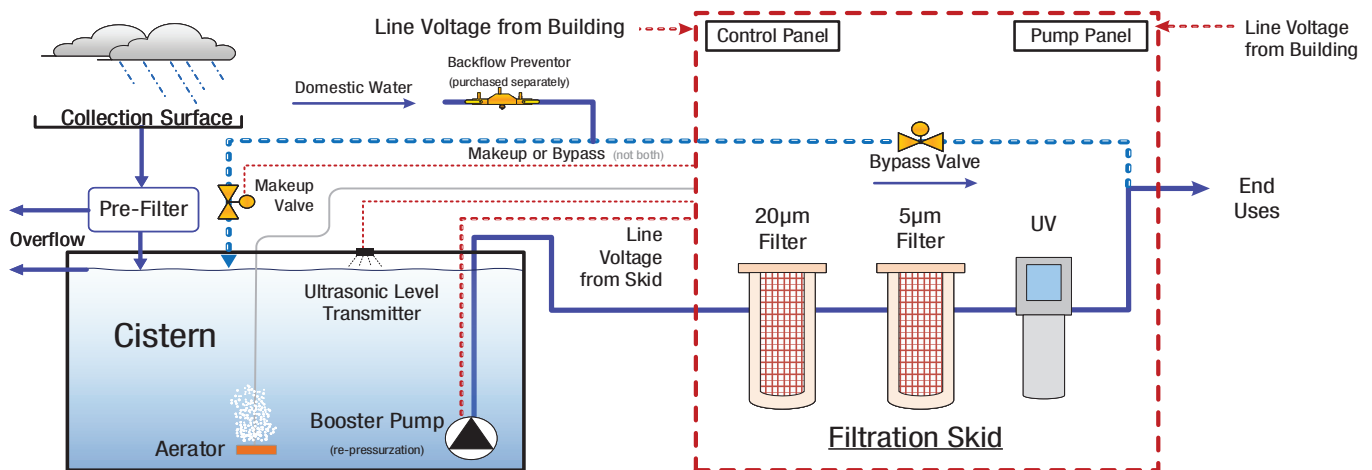 Line Voltage from Building
Control Panel
Pump Panel
Line Voltage
from Building
Backflow Preventor
(purchased separately)
Domestic Water
Collection Surface
Makeup or Bypass (not both)
Bypass Valve
Makeup
Valve
Pre-Filter
End
Uses
20µm
Filter
5µm
Filter
UV
Overflow
Line
Voltage
from Skid
Ultrasonic Level
Transmitter
Cistern
Booster Pump
(re-pressurzation)
Aerator
Filtration Skid